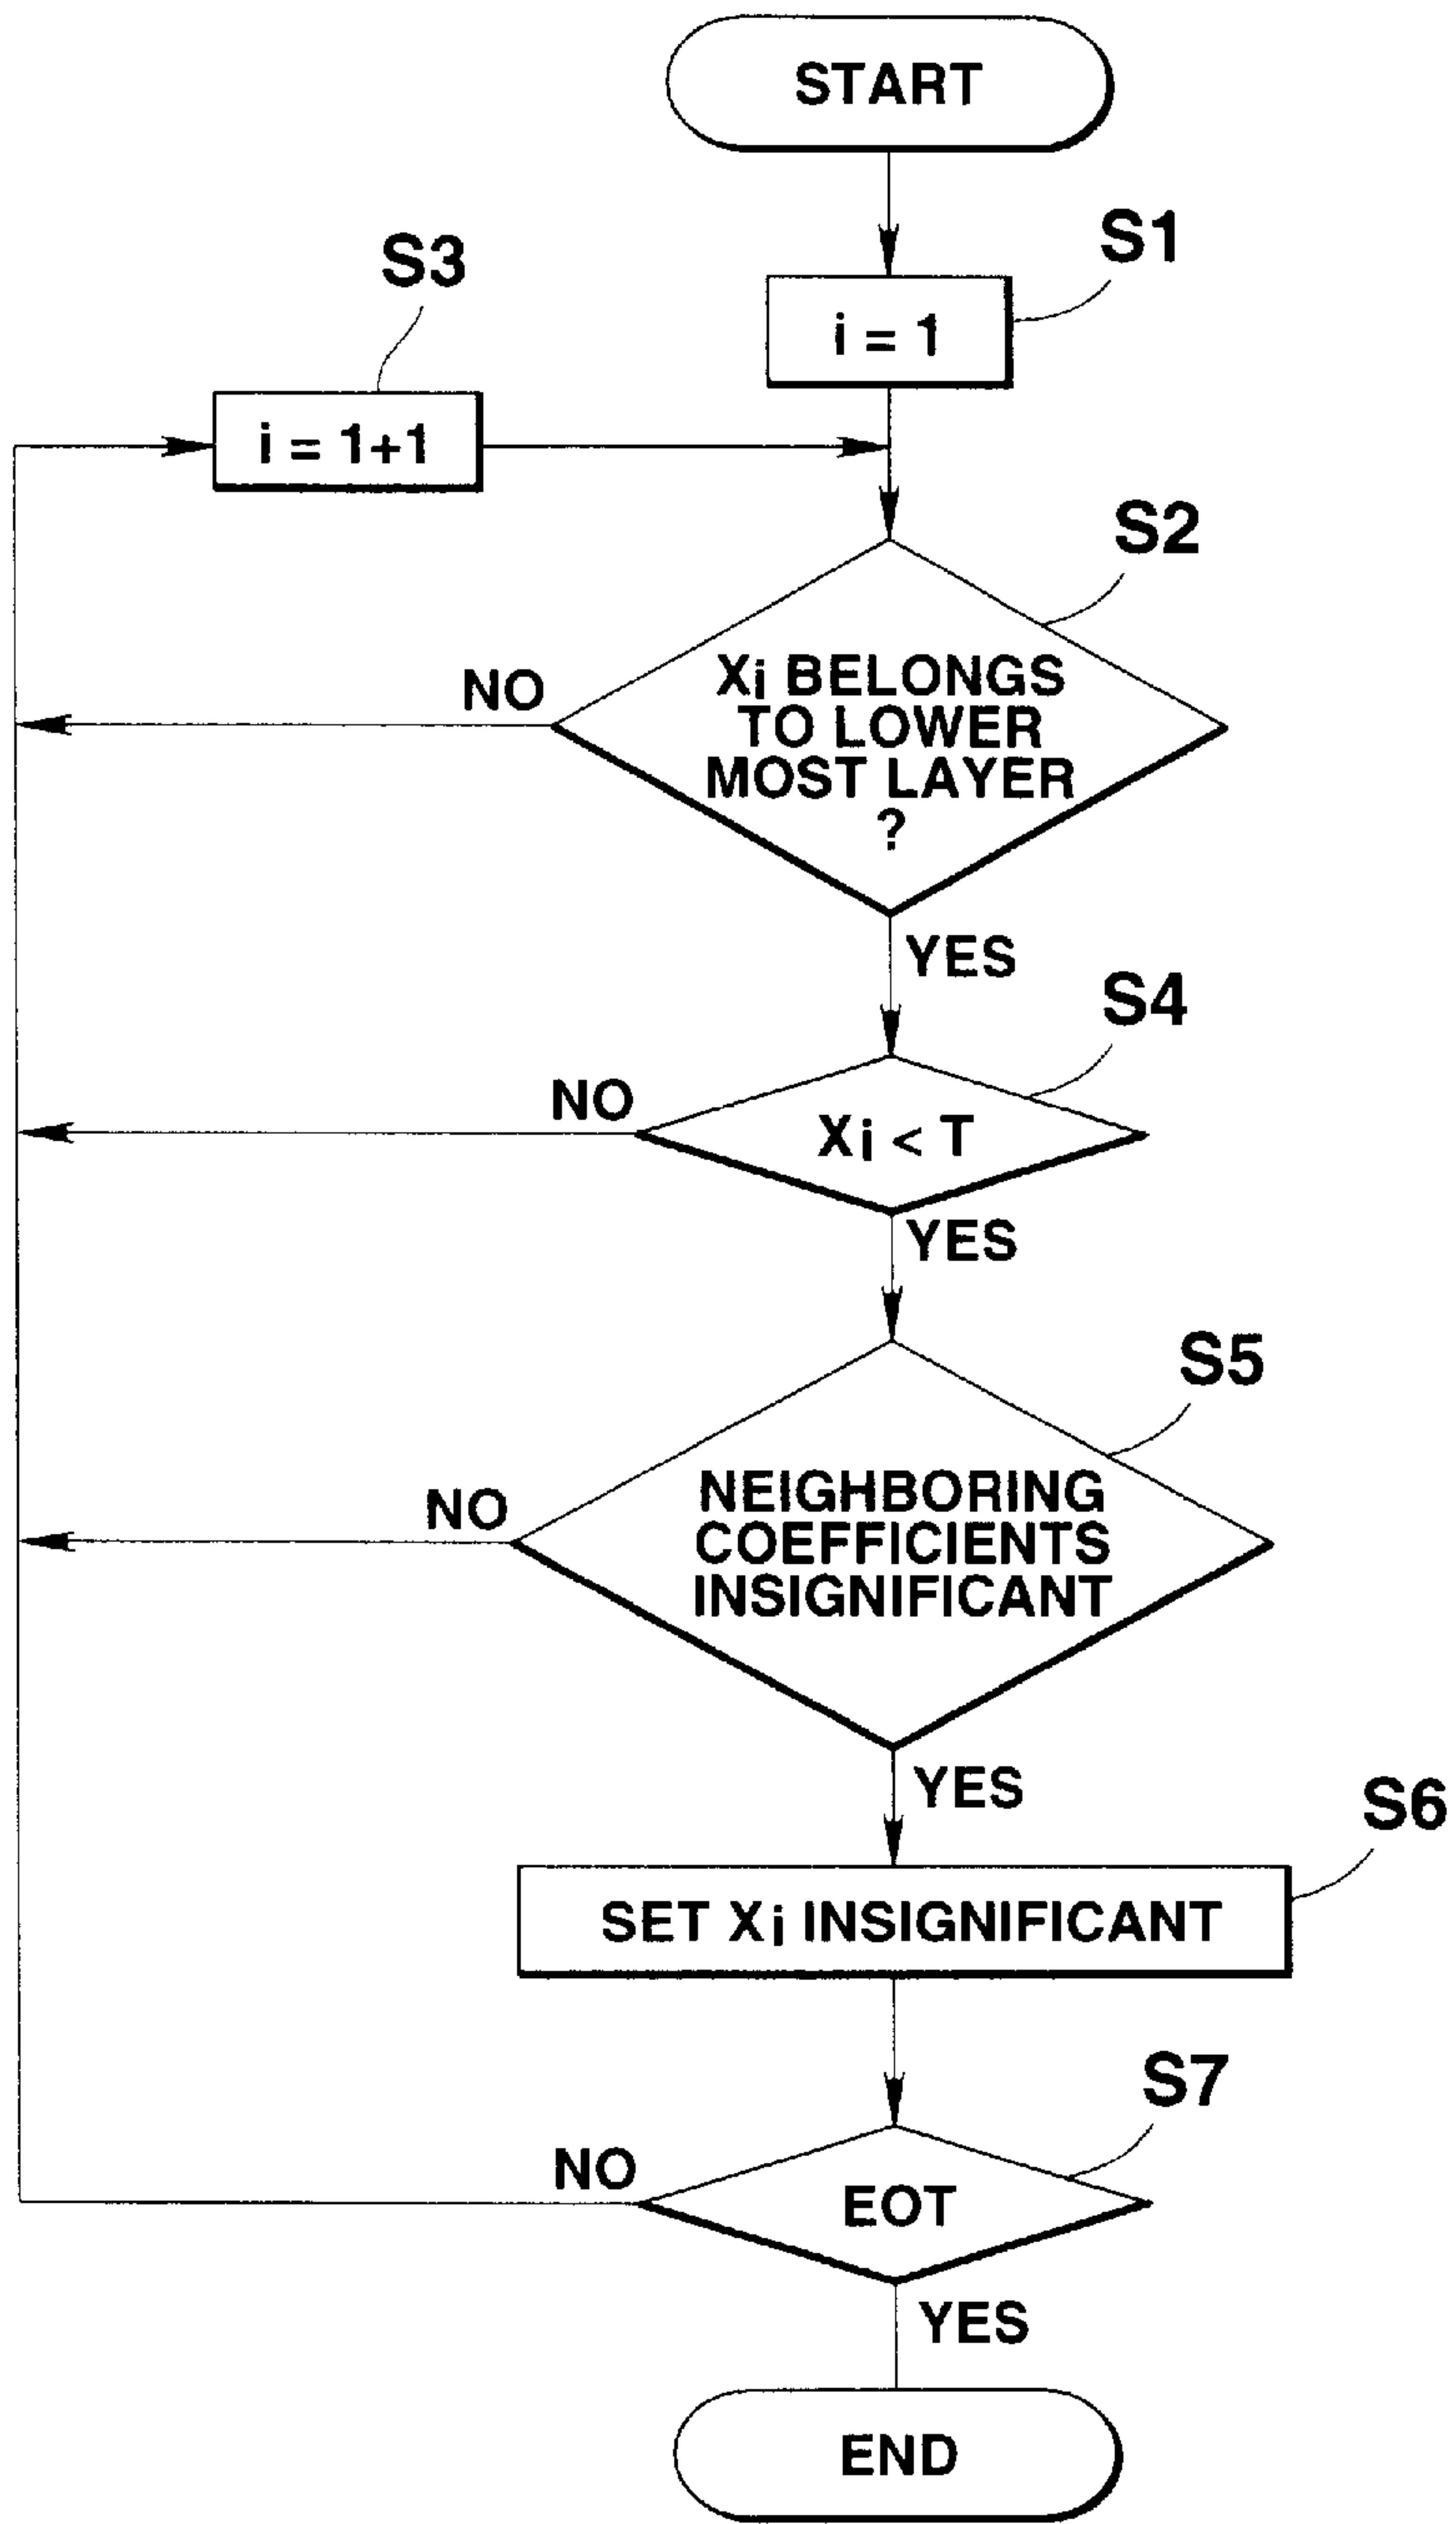 START
S1
S3
i = 1
i = 1+1
S2
NO
Xi BELONGS
TO LOWER
MOST LAYER
?
YES
S4
NO
Xi < T
YES
S5
NO
NEIGHBORING
COEFFICIENTS
INSIGNIFICANT
YES
S6
SET Xi INSIGNIFICANT
S7
NO
EOT
YES
END